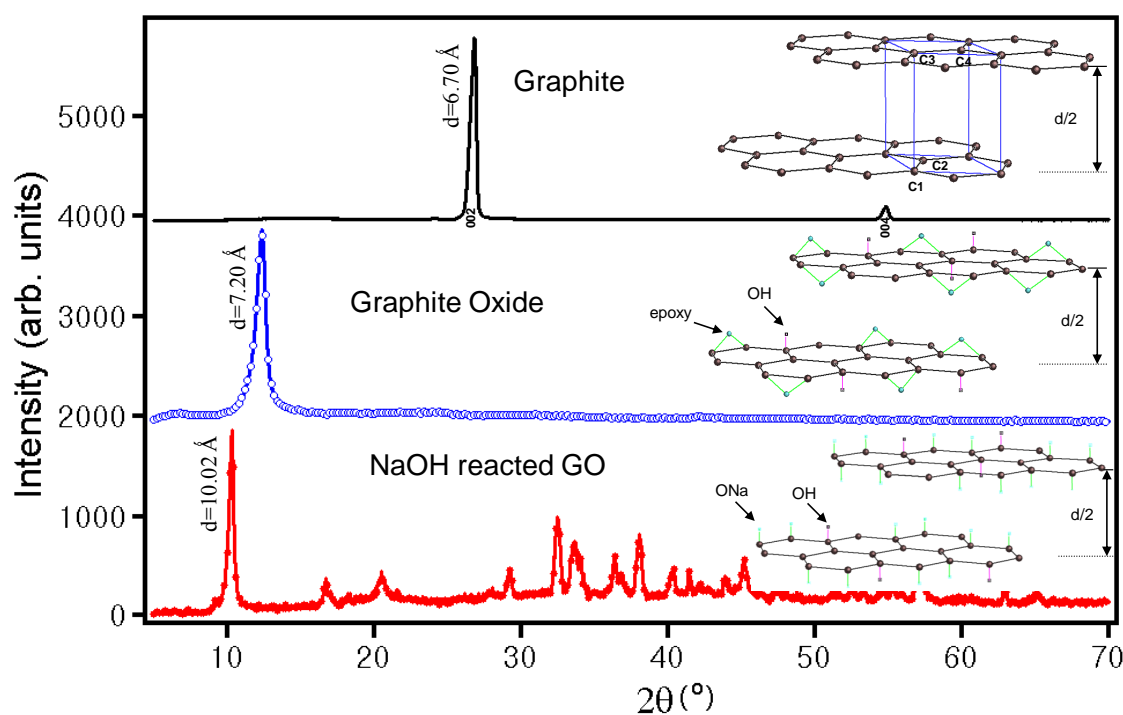 Intensity (arb. units)
5000
4000
3000
2000
1000
0
Graphite
d=6.70 Å
002
004
C3
C4
C2
C1
d/2
Graphite Oxide
d=7.20 Å
epoxy
OH
d/2
NaOH reacted GO
d=10.02 Å
ONa
OH
d/2
10
20
30
40
50
60
70
2θ (°)